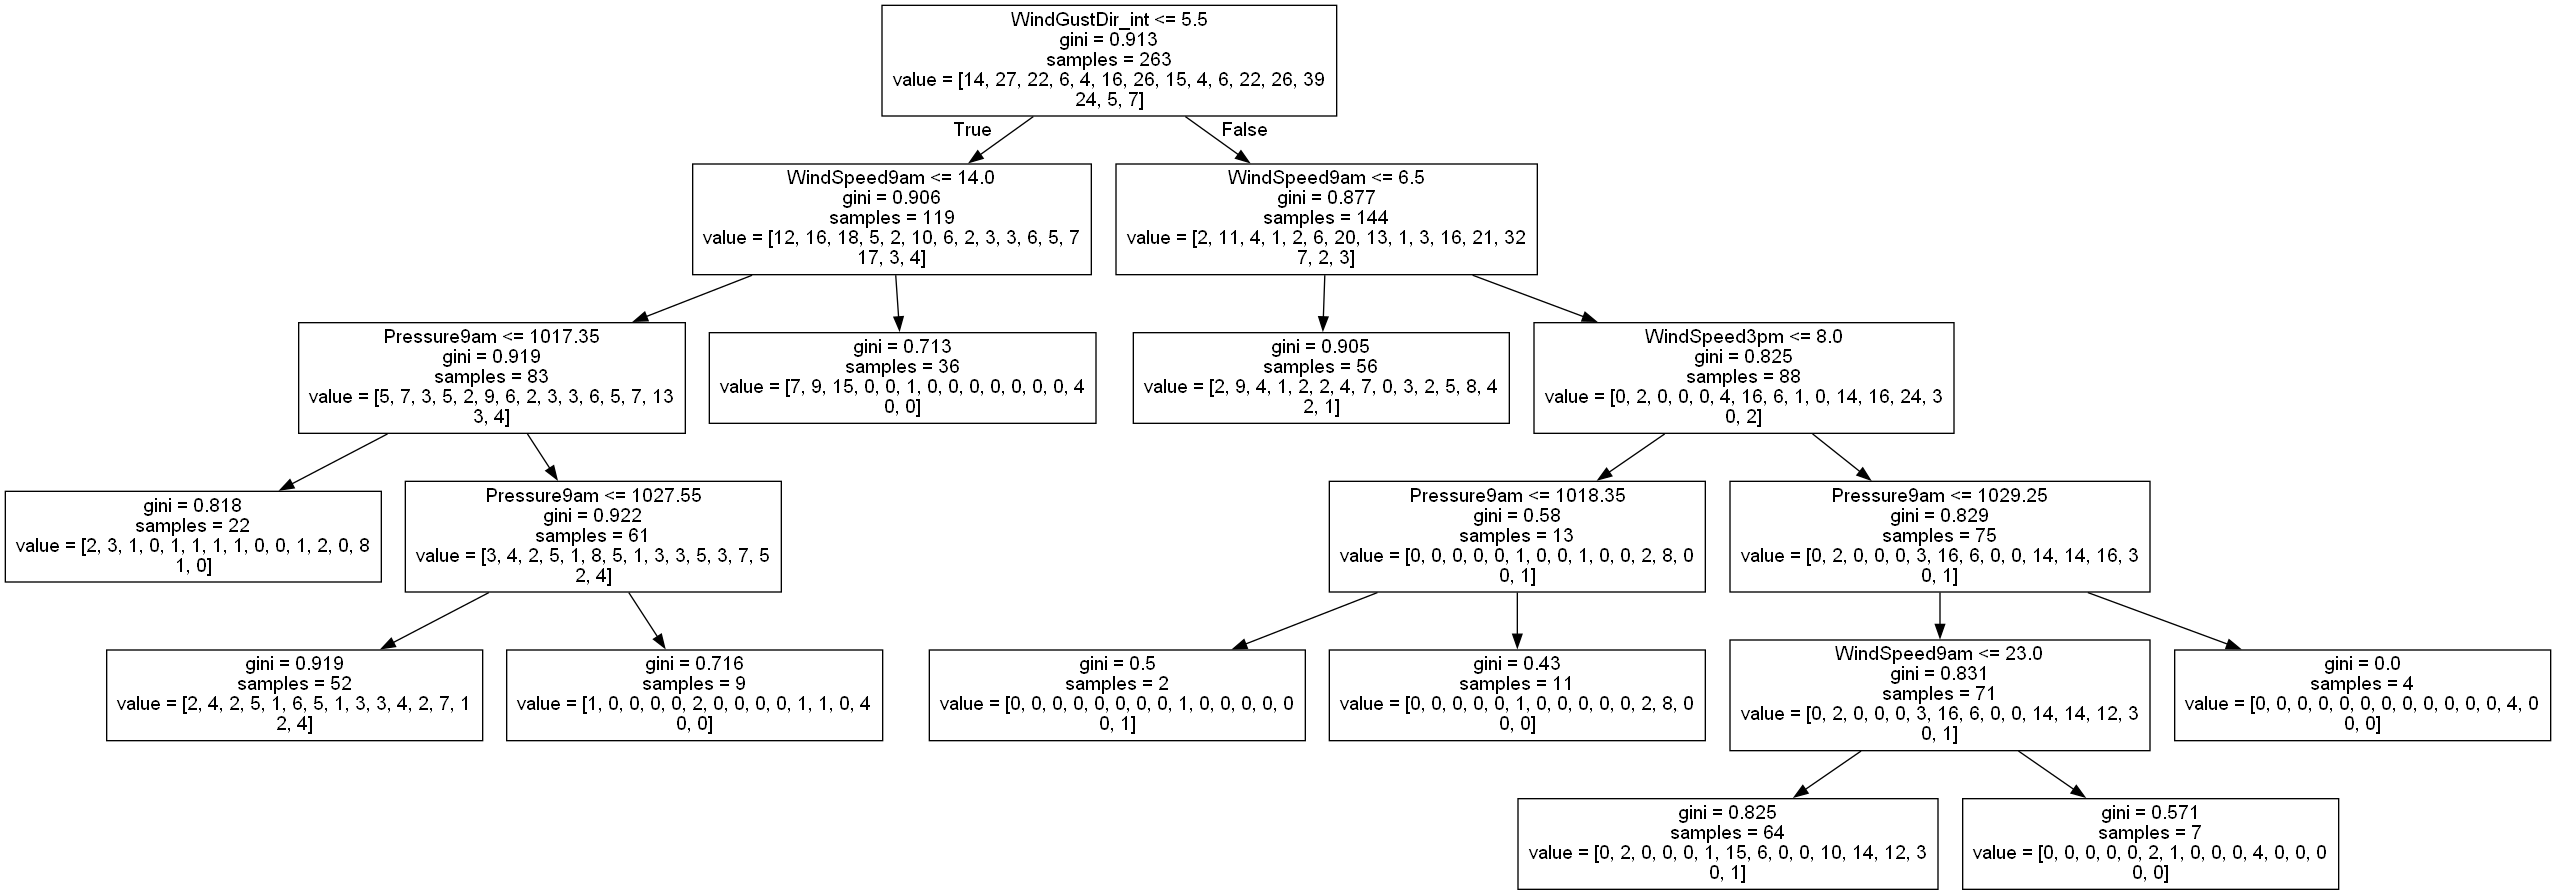 WindGustDir_int <= 5.5
gini = 0.913
samples = 263
value = [14, 27, 22, 6, 4, 16, 26, 15, 4, 6, 22, 26, 39
24, 5, 7]
True
False
WindSpeed9am <= 14.0
gini = 0.906
samples = 119
value = [12, 16, 18, 5, 2, 10, 6, 2, 3, 3, 6, 5, 7
17, 3, 4]
WindSpeed9am <= 6.5
gini = 0.877
samples = 144
value = [2, 11, 4, 1, 2, 6, 20, 13, 1, 3, 16, 21, 32
7, 2, 3]
Pressure9am <= 1017.35
gini = 0.919
samples = 83
value = [5, 7, 3, 5, 2, 9, 6, 2, 3, 3, 6, 5, 7, 13
3, 4]
gini = 0.713
samples = 36
value = [7, 9, 15, 0, 0, 1, 0, 0, 0, 0, 0, 0, 0, 4
0, 0]
gini = 0.905
samples = 56
value = [2, 9, 4, 1, 2, 2, 4, 7, 0, 3, 2, 5, 8, 4
2, 1]
WindSpeed3pm <= 8.0
gini = 0.825
samples = 88
value = [0, 2, 0, 0, 0, 4, 16, 6, 1, 0, 14, 16, 24, 3
0, 2]
gini = 0.818
samples = 22
value = [2, 3, 1, 0, 1, 1, 1, 1, 0, 0, 1, 2, 0, 8
1, 0]
Pressure9am <= 1027.55
gini = 0.922
samples = 61
value = [3, 4, 2, 5, 1, 8, 5, 1, 3, 3, 5, 3, 7, 5
2, 4]
Pressure9am <= 1018.35
gini = 0.58
samples = 13
value = [0, 0, 0, 0, 0, 1, 0, 0, 1, 0, 0, 2, 8, 0
0, 1]
Pressure9am <= 1029.25
gini = 0.829
samples = 75
value = [0, 2, 0, 0, 0, 3, 16, 6, 0, 0, 14, 14, 16, 3
0, 1]
gini = 0.919
samples = 52
value = [2, 4, 2, 5, 1, 6, 5, 1, 3, 3, 4, 2, 7, 1
2, 4]
gini = 0.716
samples = 9
value = [1, 0, 0, 0, 0, 2, 0, 0, 0, 0, 1, 1, 0, 4
0, 0]
gini = 0.5
samples = 2
value = [0, 0, 0, 0, 0, 0, 0, 0, 1, 0, 0, 0, 0, 0
0, 1]
gini = 0.43
samples = 11
value = [0, 0, 0, 0, 0, 1, 0, 0, 0, 0, 0, 2, 8, 0
0, 0]
WindSpeed9am <= 23.0
gini = 0.831
samples = 71
value = [0, 2, 0, 0, 0, 3, 16, 6, 0, 0, 14, 14, 12, 3
0, 1]
gini = 0.0
samples = 4
value = [0, 0, 0, 0, 0, 0, 0, 0, 0, 0, 0, 0, 4, 0
0, 0]
gini = 0.825
samples = 64
value = [0, 2, 0, 0, 0, 1, 15, 6, 0, 0, 10, 14, 12, 3
0, 1]
gini = 0.571
samples = 7
value = [0, 0, 0, 0, 0, 2, 1, 0, 0, 0, 4, 0, 0, 0
0, 0]